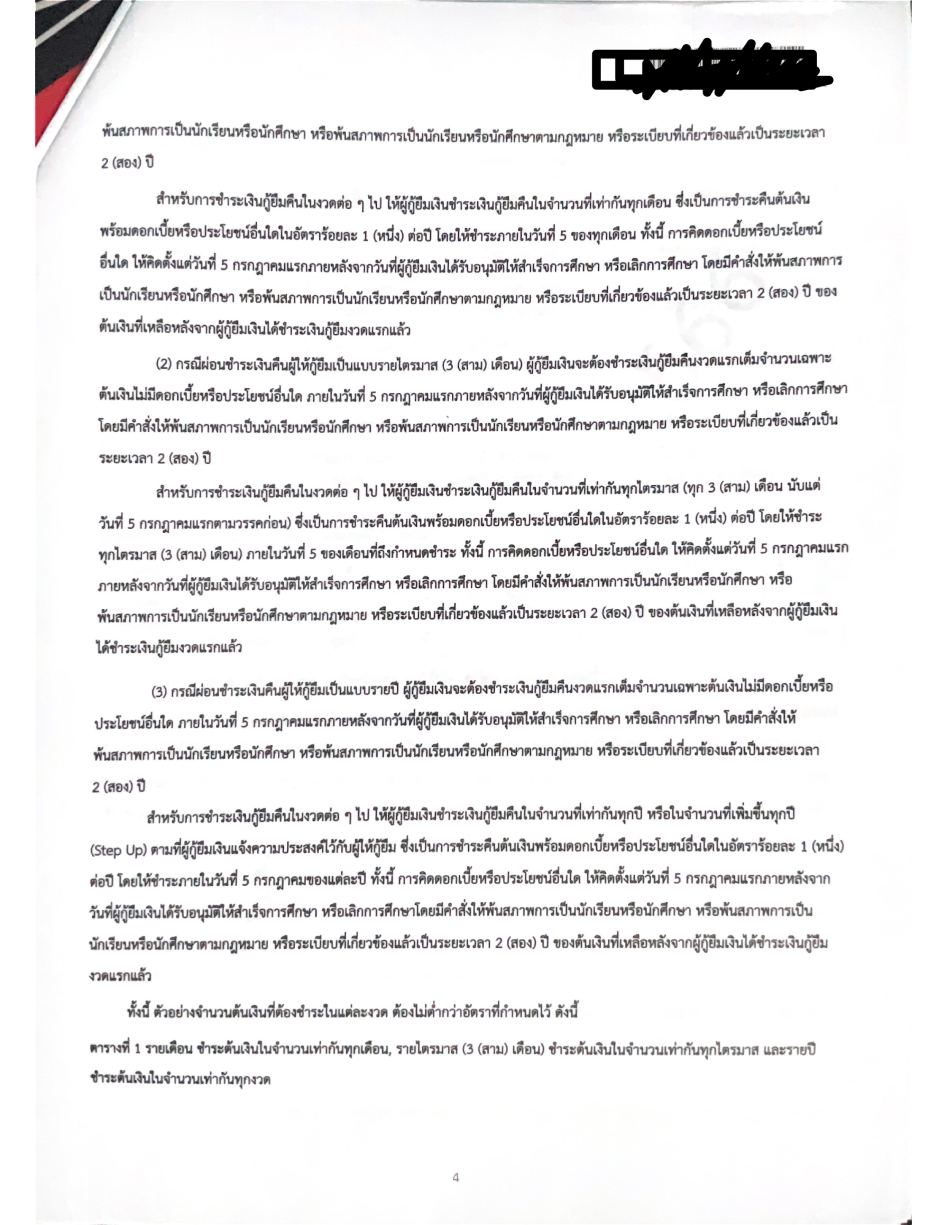 พ้นสภาพการเป็นนักเรียนหรือนักศึกษา หรือพ้นสภาพการเป็นนักเรียนหรือนักศึกษาตามกฎหมาย หรือระเบียบที่เกี่ยวข้องแล้วเป็นระยะเวลา
2 (สอง) ปี
สำหรับการชำระเงินกู้ยืมคืนในงวดต่อ ๆ ไป ให้ผู้กู้ยืมเงินชำระเงินกู้ยืมคืนในจำนวนที่เท่ากันทุกเดือน ซึ่งเป็นการชำระคืนต้นเงิน
พร้อมดอกเบี้ยหรือประโยชน์อื่นใดในอัตราร้อยละ 1 (หนึ่ง) ต่อปี โดยให้ชำระภายในวันที่ 5 ของทุกเดือน ทั้งนี้ การคิดดอกเบี้ยหรือประโยชน์
อื่นใด ให้คิดตั้งแต่วันที่ 5 กรกฎาคมแรกภายหลังจากวันที่ผู้กู้ยืมเงินได้รับอนุมัติให้สำเร็จการศึกษา หรือเลิกการศึกษา โดยมีคำสั่งให้พ้นสภาพการ
เป็นนักเรียนหรือนักศึกษา หรือพ้นสภาพการเป็นนักเรียนหรือนักศึกษาตามกฎหมาย หรือระเบียบที่เกี่ยวข้องแล้วเป็นระยะเวลา 2 (สอง) ปี ของ
ต้นเงินที่เหลือหลังจากผู้กู้ยืมเงินได้ชำระเงินกู้ยืมงวดแรกแล้ว
(2) กรณีผ่อนชำระเงินคืนผู้ให้กู้ยืมเป็นแบบรายไตรมาส (3 (สาม) เดือน) ผู้กู้ยืมเงินจะต้องชำระเงินกู้ยืมคืนงวดแรกเต็มจำนวนเฉพาะ
ต้นเงินไม่มีดอกเบี้ยหรือประโยชน์อื่นใด ภายในวันที่ 5 กรกฎาคมแรกภายหลังจากวันที่ผู้กู้ยืมเงินได้รับอนุมัติให้สำเร็จการศึกษา หรือเลิกการศึกษา
โดยมีคำสั่งให้พ้นสภาพการเป็นนักเรียนหรือนักศึกษา หรือพ้นสภาพการเป็นนักเรียนหรือนักศึกษาตามกฎหมาย หรือระเบียบที่เกี่ยวข้องแล้วเป็น
ระยะเวลา 2 (สอง) ปี
สำหรับการชำระเงินกู้ยืมคืนในงวดต่อ ๆ ไป ให้ผู้กู้ยืมเงินชำระเงินกู้ยืมคืนในจำนวนที่เท่ากันทุกไตรมาส (ทุก 3 (สาม) เดือน นับแต่
วันที่ 5 กรกฎาคมแรกตามวรรคก่อน) ซึ่งเป็นการชำระคืนต้นเงินพร้อมดอกเบี้ยหรือประโยชน์อื่นใดในอัตราร้อยละ 1 (หนึ่ง) ต่อปี โดยให้ชำระ
ทุกไตรมาส (3 (สาม) เดือน) ภายในวันที่ 5 ของเดือนที่ถึงกำหนดชำระ ทั้งนี้ การคิดดอกเบี้ยหรือประโยชน์อื่นใด ให้คิดตั้งแต่วันที่ 5 กรกฎาคมแรก
ภายหลังจากวันที่ผู้กู้ยืมเงินได้รับอนุมัติให้สำเร็จการศึกษา หรือเลิกการศึกษา โดยมีคำสั่งให้พ้นสภาพการเป็นนักเรียนหรือนักศึกษา หรือ
พ้นสภาพการเป็นนักเรียนหรือนักศึกษาตามกฎหมาย หรือระเบียบที่เกี่ยวข้องแล้วเป็นระยะเวลา 2 (สอง) ปี ของต้นเงินที่เหลือหลังจากผู้กู้ยืมเงิน
ได้ชำระเงินกู้ยืมงวดแรกแล้ว
(3) กรณีผ่อนชำระเงินคืนผู้ให้กู้ยืมเป็นแบบรายปี ผู้กู้ยืมเงินจะต้องชำระเงินกู้ยืมคืนงวดแรกเต็มจำนวนเฉพาะต้นเงินไม่มีดอกเบี้ยหรือ
ประโยชน์อื่นใด ภายในวันที่ 5 กรกฎาคมแรกภายหลังจากวันที่ผู้กู้ยืมเงินได้รับอนุมัติให้สำเร็จการศึกษา หรือเลิกการศึกษา โดยมีคำสั่งให้
พ้นสภาพการเป็นนักเรียนหรือนักศึกษา หรือพ้นสภาพการเป็นนักเรียนหรือนักศึกษาตามกฎหมาย หรือระเบียบที่เกี่ยวข้องแล้วเป็นระยะเวลา
2 (สอง) ปี
สำหรับการชำระเงินกู้ยืมคืนในงวดต่อ ๆ ไป ให้ผู้กู้ยืมเงินชำระเงินกู้ยืมคืนในจำนวนที่เท่ากันทุกปี หรือในจำนวนที่เพิ่มขึ้นทุกปี
(Step Up) ตามที่ผู้กู้ยืมเงินแจ้งความประสงค์ไว้กับผู้ให้กู้ยืม ซึ่งเป็นการชำระคืนต้นเงินพร้อมดอกเบี้ยหรือประโยชน์อื่นใดในอัตราร้อยละ 1 (หนึ่ง)
ต่อปี โดยให้ชำระภายในวันที่ 5 กรกฎาคมของแต่ละปี ทั้งนี้ การคิดดอกเบี้ยหรือประโยชน์อื่นใด ให้คิดตั้งแต่วันที่ 5 กรกฎาคมแรกภายหลังจาก
วันที่ผู้กู้ยืมเงินได้รับอนุมัติให้สำเร็จการศึกษา หรือเลิกการศึกษาโดยมีคำสั่งให้พ้นสภาพการเป็นนักเรียนหรือนักศึกษา หรือพ้นสภาพการเป็น
นักเรียนหรือนักศึกษาตามกฎหมาย หรือระเบียบที่เกี่ยวข้องแล้วเป็นระยะเวลา 2 (สอง) ปี ของต้นเงินที่เหลือหลังจากผู้กู้ยืมเงินได้ชำระเงินกู้ยืม
งวดแรกแล้ว
ทั้งนี้ ตัวอย่างจำนวนต้นเงินที่ต้องชำระในแต่ละงวด ต้องไม่ต่ำกว่าอัตราที่กำหนดไว้ ดังนี้
ตารางที่ 1 รายเดือน ชำระต้นเงินในจำนวนเท่ากันทุกเดือน, รายไตรมาส (3 (สาม) เดือน) ชำระต้นเงินในจำนวนเท่ากันทุกไตรมาส และรายปี
ชำระต้นเงินในจำนวนเท่ากันทุกงวด
4